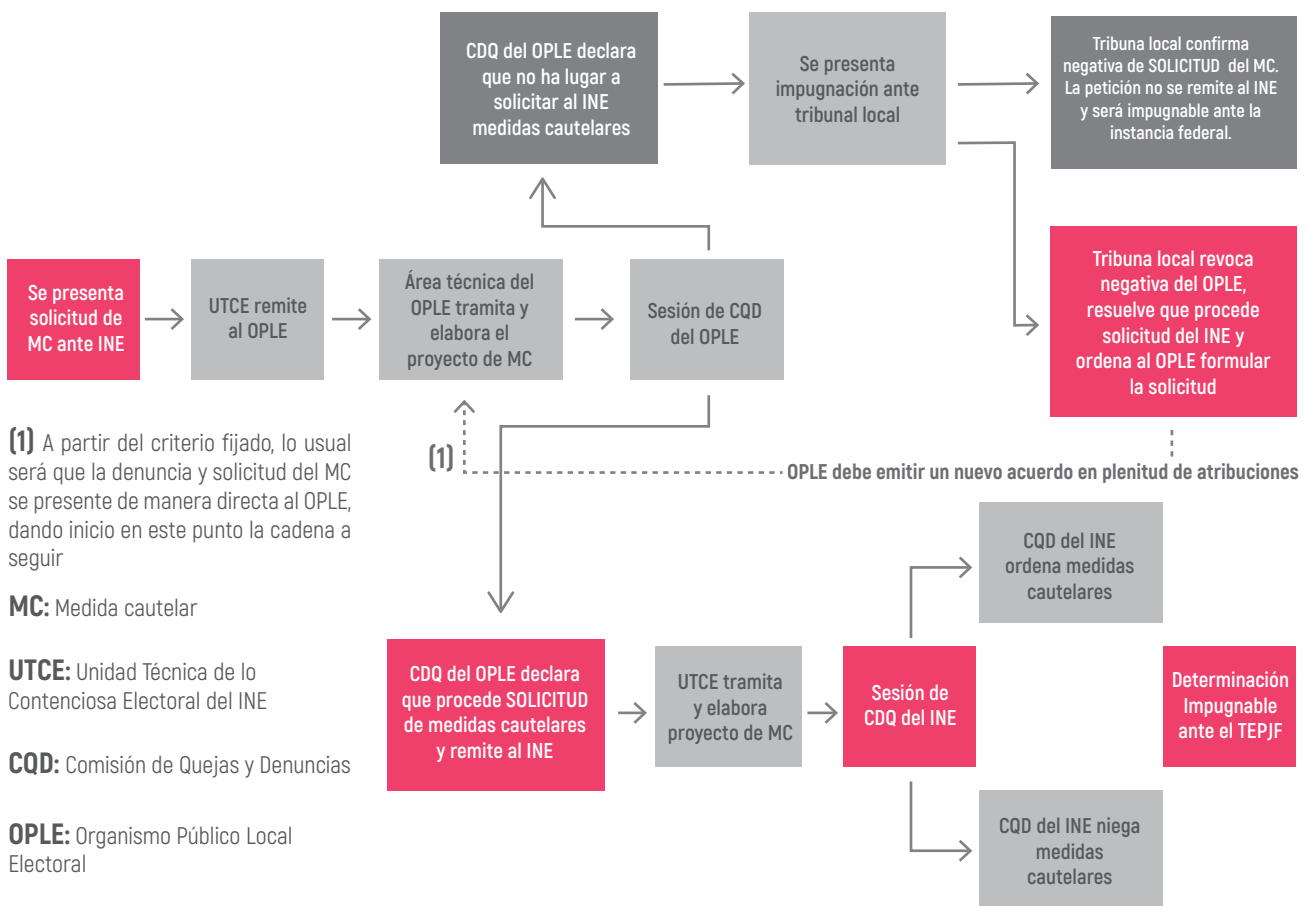 CDQ del OPLE declara
que no ha lugar a
solicitar al INE
medidas cautelares
Se presenta
impugnación ante
tribunal local
Tribuna local confirma
negativa de SOLICITUD del MC.
La petición no se remite al INE
y será impugnable ante la
instancia federal.
Se presenta
solicitud de
MC ante INE
UTCE remite
al OPLE
Área técnica del
OPLE tramita y
elabora el
proyecto de MC
Sesión de CQD
del OPLE
Tribuna local revoca
negativa del OPLE,
resuelve que procede
solicitud del INE y
ordena al OPLE formular
la solicitud
(1)
OPLE debe emitir un nuevo acuerdo en plenitud de atribuciones
(1) A partir del criterio fijado, lo usual
será que la denuncia y solicitud del MC
se presente de manera directa al OPLE,
dando inicio en este punto la cadena a
seguir
MC: Medida cautelar
UTCE: Unidad Técnica de lo
Contenciosa Electoral del INE
CQD: Comisión de Quejas y Denuncias
OPLE: Organismo Público Local
Electoral
CDQ del OPLE declara
que procede SOLICITUD
de medidas cautelares
y remite al INE
UTCE tramita
y elabora
proyecto de MC
Sesión de
CDQ del INE
CQD del INE
ordena medidas
cautelares
Determinación
Impugnable
ante el TEPJF
CQD del INE niega
medidas
cautelares